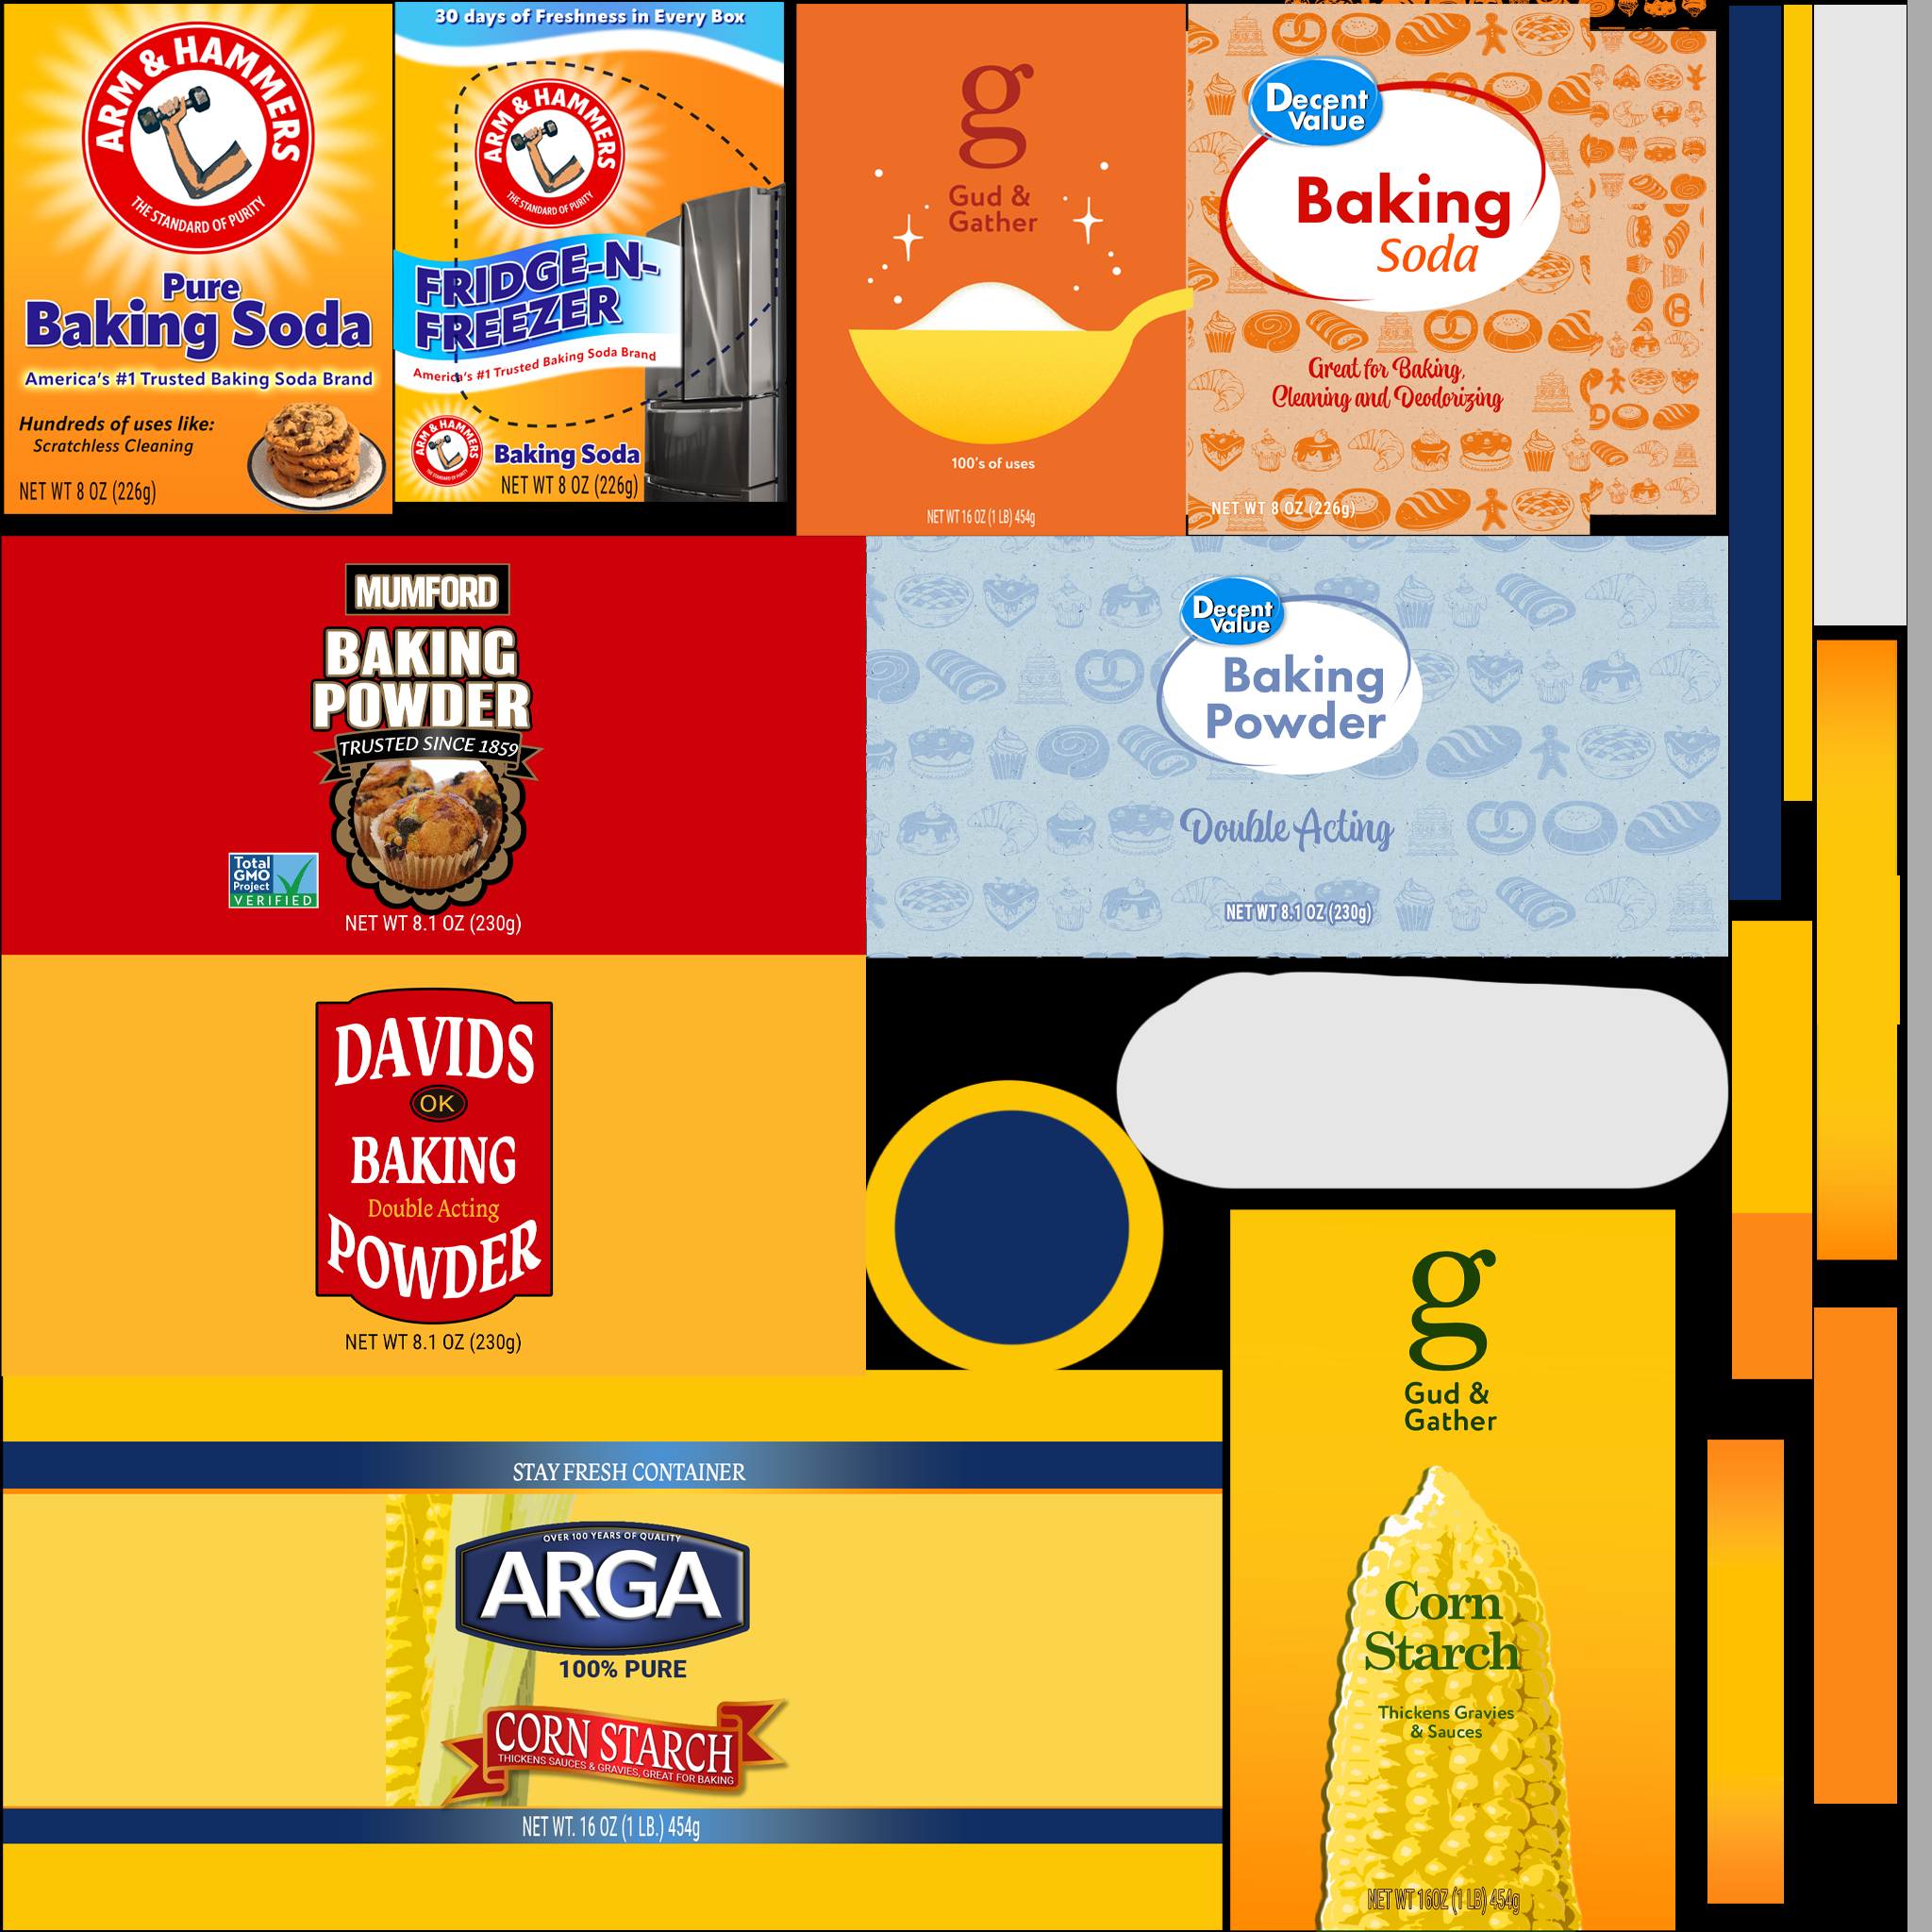 ARM & HAMMERS
THE STANDARD OF PURITY
Pure
Baking Soda
America's #1 Trusted Baking Soda Brand
Hundreds of uses like:
Scratchless Cleaning
NET WT 8 OZ (226g)
30 days of Freshness in Every Box
ARM & HAMMERS
THE STANDARD OF PURITY
FRIDGE-N-
FREEZER
America's #1 Trusted Baking Soda Brand
ARM & HAMMERS
THE STANDARD OF PURITY
Baking Soda
NET WT 8 OZ (226g)
g
Gud &
Gather
100's of uses
NET WT 16 OZ (1 LB) 454g
Decent
Value
Baking
Soda
Great for Baking,
Cleaning and Deodorizing
NET WT 8 OZ (226g)
MUMFORD
BAKING
POWDER
TRUSTED SINCE 1859
Total
GMO
Project
VERIFIED
NET WT 8.1 OZ (230g)
Decent
Value
Baking
Powder
Double Acting
NET WT 8.1 OZ (230g)
DAVIDS
OK
BAKING
Double Acting
POWDER
NET WT 8.1 OZ (230g)
STAY FRESH CONTAINER
OVER 100 YEARS OF QUALITY
ARGA
100% PURE
CORN STARCH
THICKENS SAUCES & GRAVIES, GREAT FOR BAKING
NET WT. 16 OZ (1 LB.) 454g
g
Gud &
Gather
Corn
Starch
Thickens Gravies
& Sauces
NET WT 16OZ (1 LB) 454g